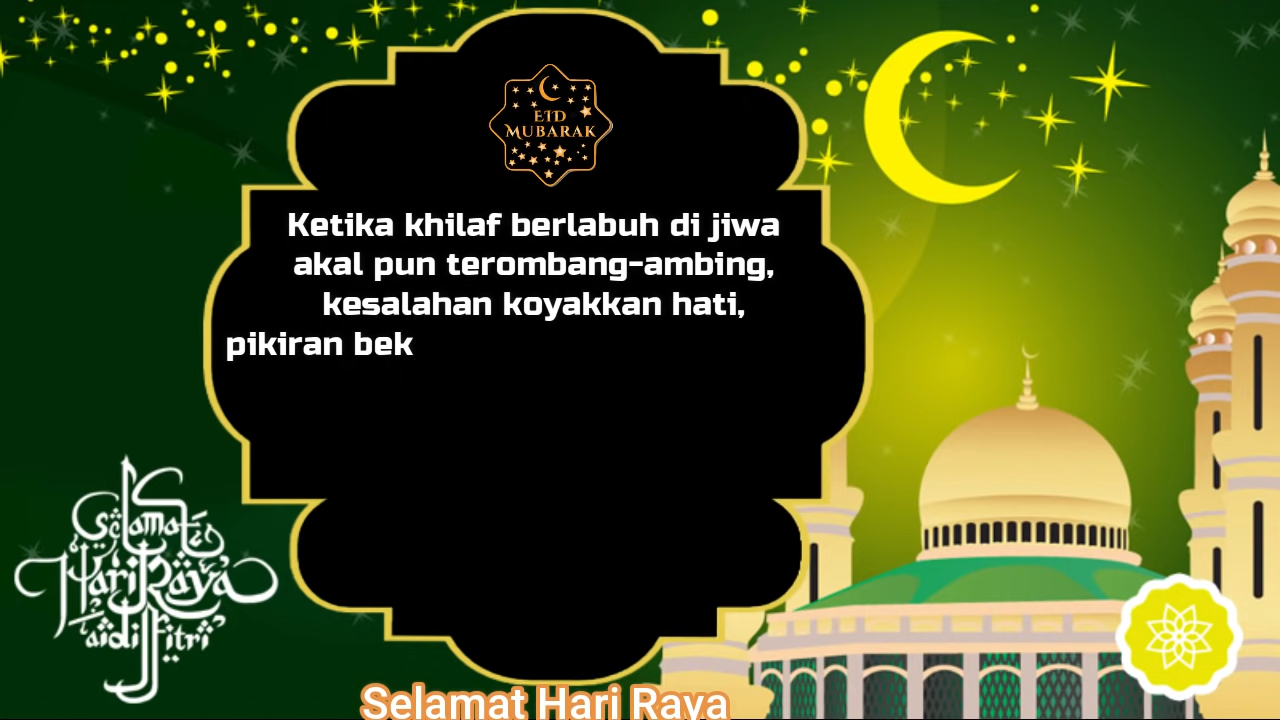 EID
MUBARAK
Ketika khilaf berlabuh di jiwa
akal pun terombang-ambing,
kesalahan koyakkan hati,
pikiran bek
Selamat
Hari Raya
aidil fitri
Selamat Hari Raya